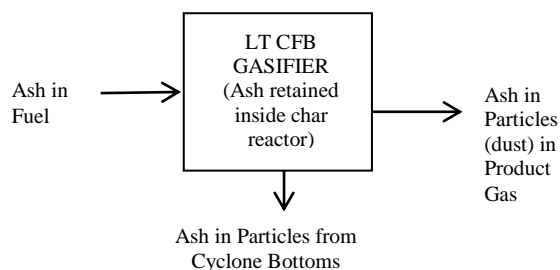 LT CFB
GASIFIER
(Ash retained
inside char
reactor)
Ash in
Fuel
Ash in
Particles
(dust) in
Product
Gas
Ash in Particles from
Cyclone Bottoms